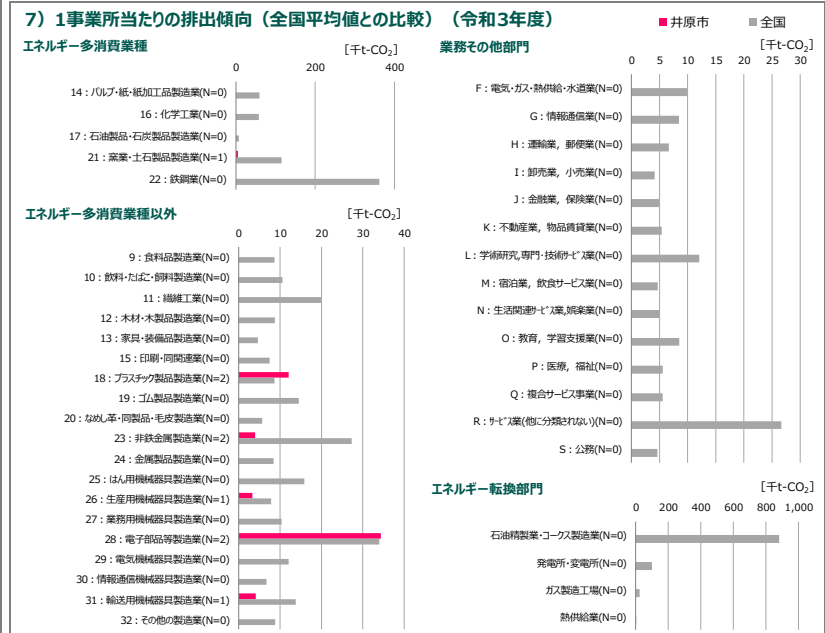 7）1事業所当たりの排出傾向（全国平均値との比較）（令和3年度）
井原市
全国
エネルギー多消費業種
[千t-CO₂]
0 200 400
14：パルプ・紙・紙加工品製造業(N=0)
16：化学工業(N=0)
17：石油製品・石炭製品製造業(N=0)
21：窯業・土石製品製造業(N=1)
22：鉄鋼業(N=0)
エネルギー多消費業種以外
[千t-CO₂]
0 10 20 30 40
9：食料品製造業(N=0)
10：飲料・たばこ・飼料製造業(N=0)
11：繊維工業(N=0)
12：木材・木製品製造業(N=0)
13：家具・装備品製造業(N=0)
15：印刷・同関連業(N=0)
18：プラスチック製品製造業(N=2)
19：ゴム製品製造業(N=0)
20：なめし革・同製品・毛皮製造業(N=0)
23：非鉄金属製造業(N=2)
24：金属製品製造業(N=0)
25：はん用機械器具製造業(N=0)
26：生産用機械器具製造業(N=1)
27：業務用機械器具製造業(N=0)
28：電子部品等製造業(N=2)
29：電気機械器具製造業(N=0)
30：情報通信機械器具製造業(N=0)
31：輸送用機械器具製造業(N=1)
32：その他の製造業(N=0)
業務その他部門
[千t-CO₂]
0 5 10 15 20 25 30
F：電気・ガス・熱供給・水道業(N=0)
G：情報通信業(N=0)
H：運輸業，郵便業(N=0)
I：卸売業，小売業(N=0)
J：金融業，保険業(N=0)
K：不動産業，物品賃貸業(N=0)
L：学術研究,専門・技術ｻｰﾋﾞｽ業(N=0)
M：宿泊業，飲食サービス業(N=0)
N：生活関連ｻｰﾋﾞｽ業,娯楽業(N=0)
O：教育，学習支援業(N=0)
P：医療，福祉(N=0)
Q：複合サービス事業(N=0)
R：ｻｰﾋﾞｽ業(他に分類されない)(N=0)
S：公務(N=0)
エネルギー転換部門
[千t-CO₂]
0 200 400 600 800 1,000
石油精製業・コークス製造業(N=0)
発電所・変電所(N=0)
ガス製造工場(N=0)
熱供給業(N=0)